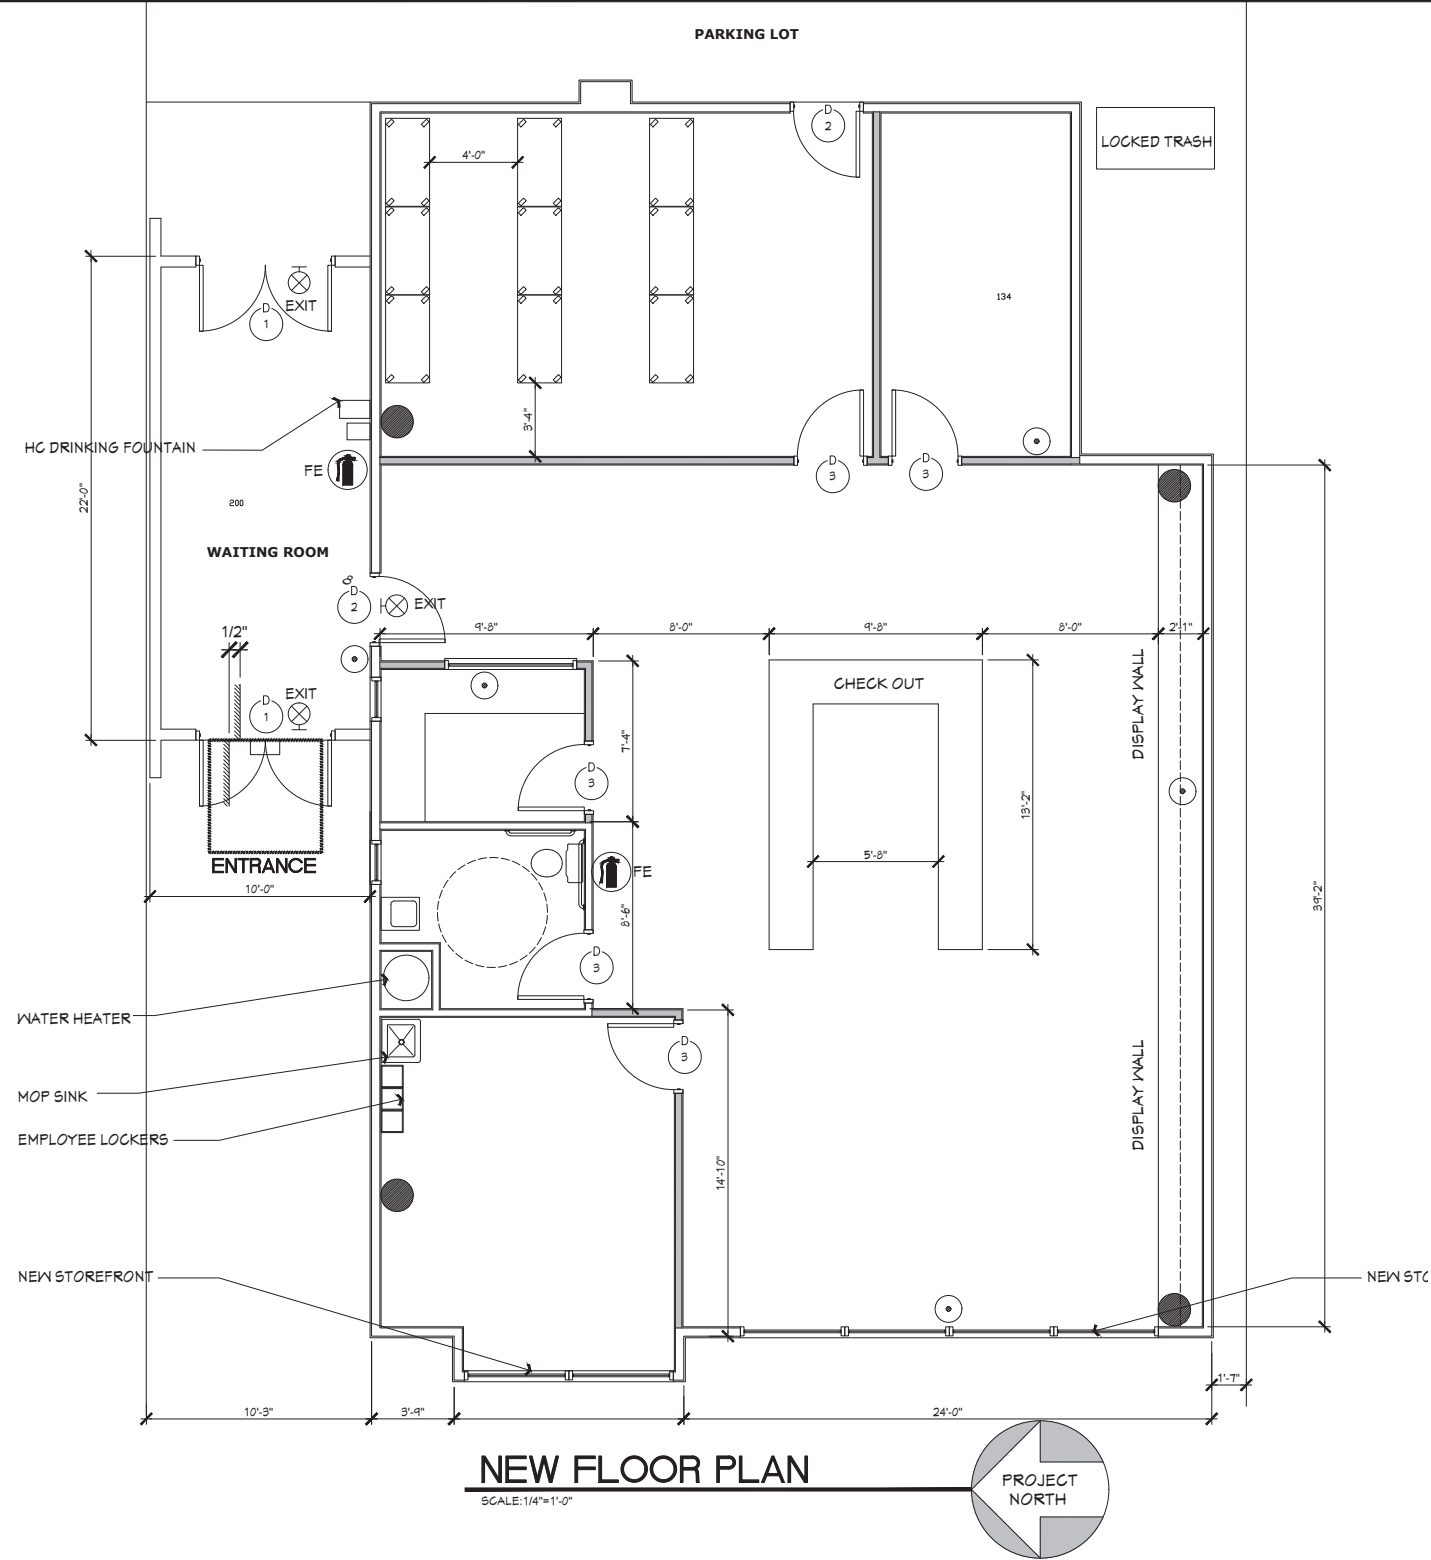 PARKING LOT
D
2
LOCKED TRASH
4'-0"
134
EXIT
D
1
3'-4"
HC DRINKING FOUNTAIN
FE
D
3
D
3
200
22'-0"
WAITING ROOM
8
D
2
EXIT
1/2"
9'-8"
8'-0"
9'-8"
8'-0"
2'-1"
EXIT
D
1
CHECK OUT
DISPLAY WALL
7'-4"
D
3
13'-2"
5'-8"
ENTRANCE
10'-0"
FE
8'-6"
39'-2"
D
3
WATER HEATER
D
3
MOP SINK
EMPLOYEE LOCKERS
DISPLAY WALL
14'-10"
NEW STOREFRONT
NEW STO
1'-7"
10'-3"
3'-9"
24'-0"
NEW FLOOR PLAN
SCALE:1/4"=1'-0"
PROJECT
NORTH